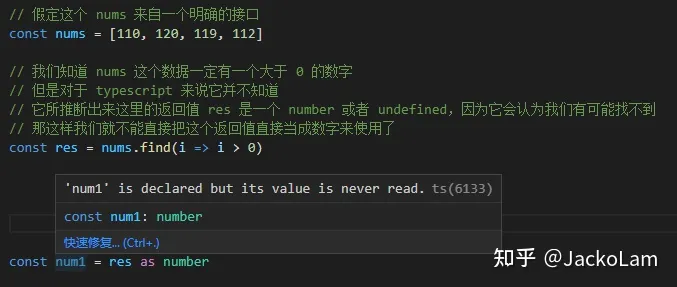 // 假定这个 nums 来自一个明确的接口
const nums = [110, 120, 119, 112]
// 我们知道 nums 这个数据一定有一个大于 0 的数字
// 但是对于 typescript 来说它并不知道
// 它所推断出来这里的返回值 res 是一个 number 或者 undefined，因为它会认为我们有可能找不到
// 那这样我们就不能直接把这个返回值直接当成数字来使用了
const res = nums.find(i => i > 0)
'num1' is declared but its value is never read. ts(6133)
const num1: number
快速修复... (Ctrl+.)
const num1 = res as number
知乎 @JackoLam